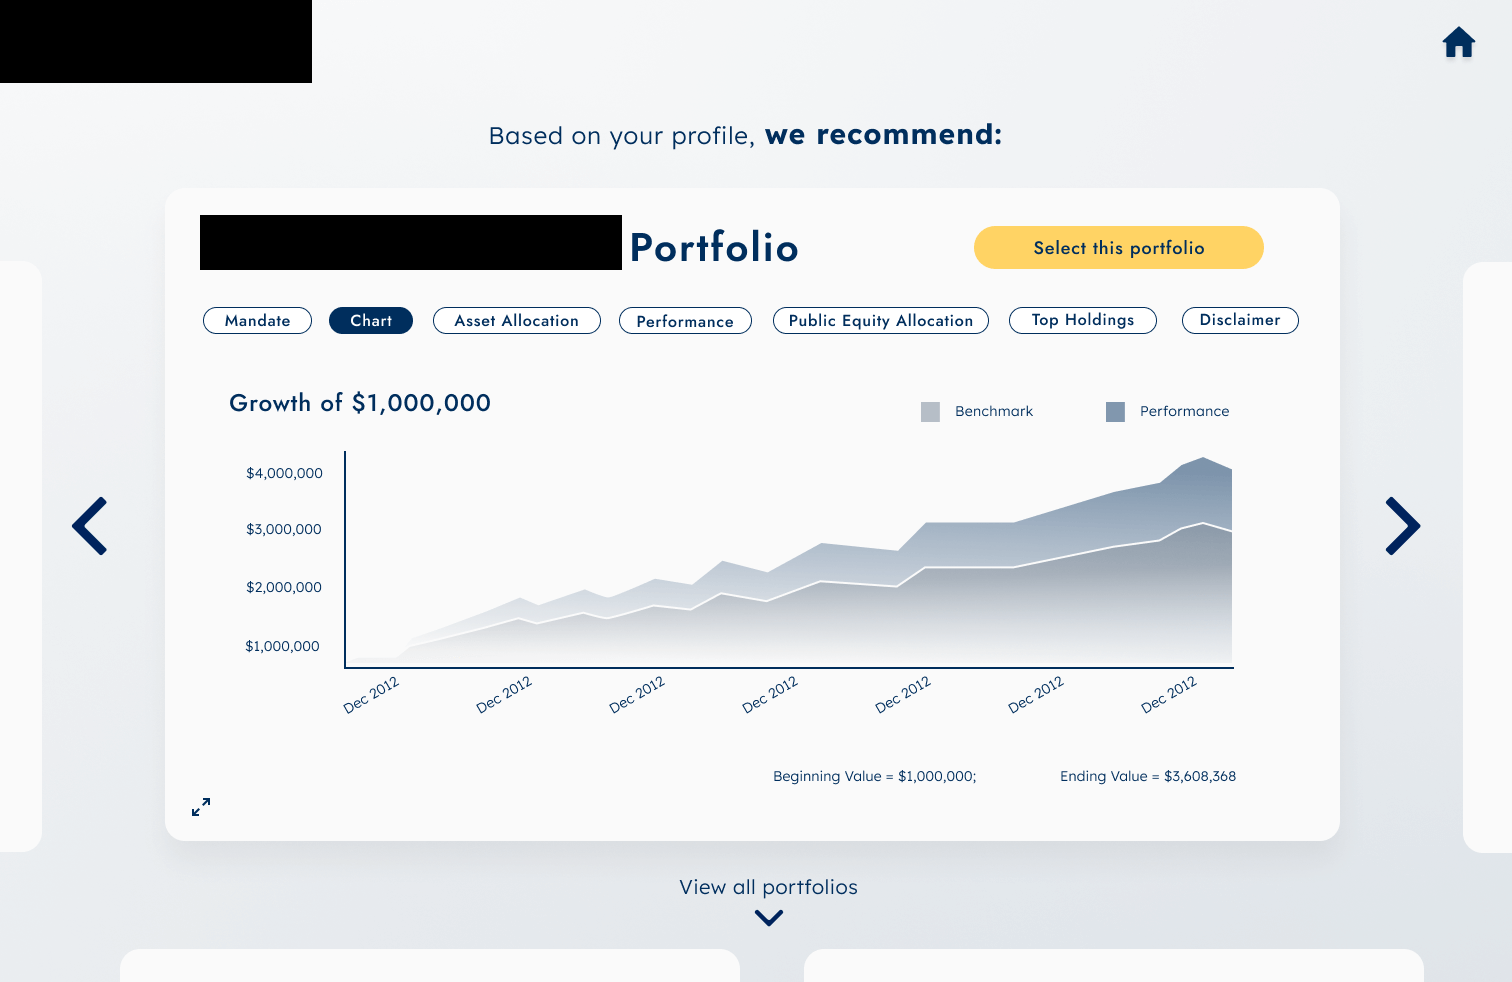 Based on your profile, we recommend:
Portfolio
Select this portfolio
Mandate
Chart
Asset Allocation
Performance
Public Equity Allocation
Top Holdings
Disclaimer
Growth of $1,000,000
Benchmark
Performance
$4,000,000
$3,000,000
$2,000,000
$1,000,000
Dec 2012
Dec 2012
Dec 2012
Dec 2012
Dec 2012
Dec 2012
Dec 2012
Beginning Value = $1,000,000;
Ending Value = $3,608,368
View all portfolios